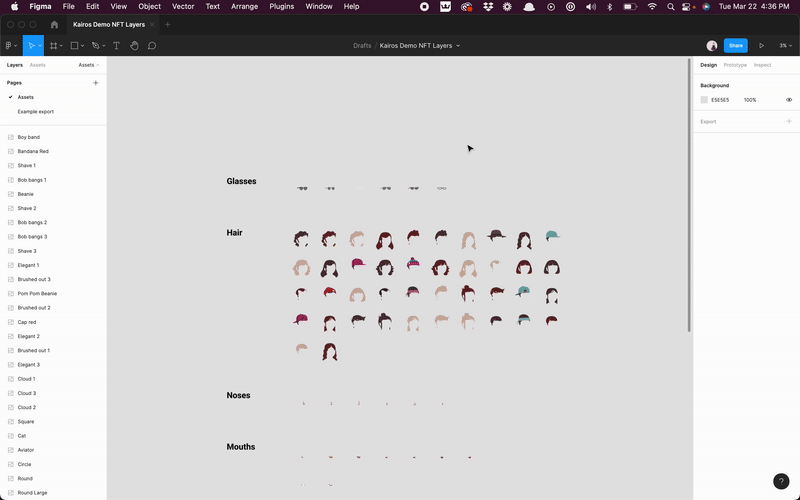 Figma File Edit View Object Vector Text Arrange Plugins Window Help Tue Mar 22 4:36 PM
Kairos Demo NFT Layers
Drafts / Kairos Demo NFT Layers
Share
3%
Layers Assets Assets
Design Prototype Inspect
Pages
Assets
Example export
Background
E5E5E5 100%
Export
Boy band
Bandana Red
Shave 1
Bob bangs 1
Beanie
Shave 2
Bob bangs 2
Bob bangs 3
Shave 3
Elegant 1
Brushed out 3
Pom Pom Beanie
Brushed out 2
Cap red
Elegant 2
Brushed out 1
Elegant 3
Cloud 1
Cloud 3
Cloud 2
Square
Cat
Aviator
Circle
Round
Round Large
Glasses
Hair
Noses
Mouths
?